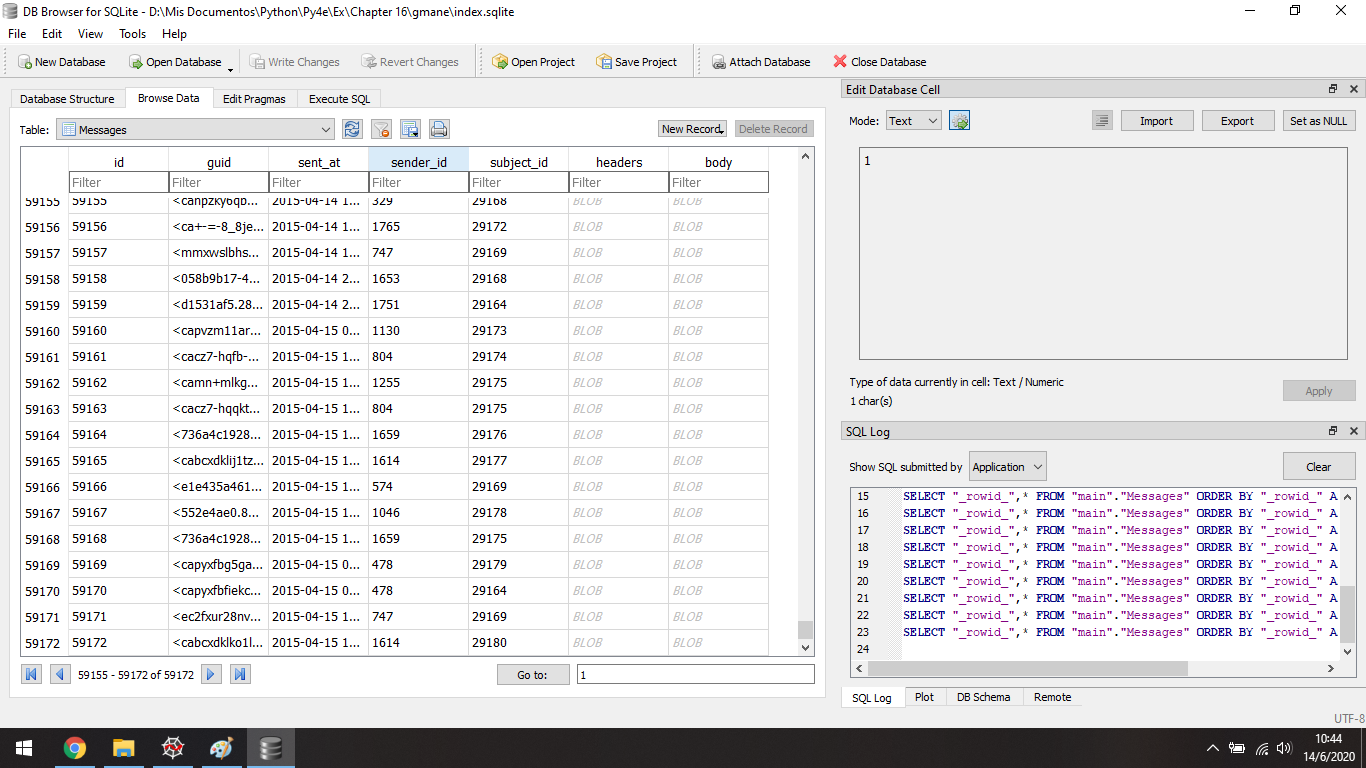 DB Browser for SQLite - D:\Mis Documentos\Python\Py4e\Ex\Chapter 16\gmane\index.sqlite
File Edit View Tools Help
New Database Open Database Write Changes Revert Changes Open Project Save Project Attach Database Close Database
Database Structure Browse Data Edit Pragmas Execute SQL
Table: Messages New Record Delete Record
id guid sent_at sender_id subject_id headers body
Filter Filter Filter Filter Filter Filter Filter
59155 59155 <canpzky6qp... 2015-04-14 1... 329 29168 BLOB BLOB
59156 59156 <ca+-=-8_8je... 2015-04-14 1... 1765 29172 BLOB BLOB
59157 59157 <mmxwslbhs... 2015-04-14 1... 747 29169 BLOB BLOB
59158 59158 <058b9b17-4... 2015-04-14 2... 1653 29168 BLOB BLOB
59159 59159 <d1531af5.28... 2015-04-14 2... 1751 29164 BLOB BLOB
59160 59160 <capvzm11ar... 2015-04-15 0... 1130 29173 BLOB BLOB
59161 59161 <cacz7-hqfb-... 2015-04-15 1... 804 29174 BLOB BLOB
59162 59162 <camn+mlkg... 2015-04-15 1... 1255 29175 BLOB BLOB
59163 59163 <cacz7-hqqkt... 2015-04-15 1... 804 29175 BLOB BLOB
59164 59164 <736a4c1928... 2015-04-15 1... 1659 29176 BLOB BLOB
59165 59165 <cabcxdklij1tz... 2015-04-15 1... 1614 29177 BLOB BLOB
59166 59166 <e1e435a461... 2015-04-15 1... 574 29169 BLOB BLOB
59167 59167 <552e4ae0.8... 2015-04-15 1... 1046 29178 BLOB BLOB
59168 59168 <736a4c1928... 2015-04-15 1... 1659 29175 BLOB BLOB
59169 59169 <capyxfbg5ga... 2015-04-15 0... 478 29179 BLOB BLOB
59170 59170 <capyxfbfiekc... 2015-04-15 0... 478 29164 BLOB BLOB
59171 59171 <ec2fxur28nv... 2015-04-15 1... 747 29169 BLOB BLOB
59172 59172 <cabcxdklko1l... 2015-04-15 1... 1614 29180 BLOB BLOB
59155 - 59172 of 59172 Go to: 1
Edit Database Cell
Mode: Text Import Export Set as NULL
1
Type of data currently in cell: Text / Numeric
1 char(s)
Apply
SQL Log
Show SQL submitted by Application Clear
15 SELECT "_rowid_",* FROM "main"."Messages" ORDER BY "_rowid_" A
16 SELECT "_rowid_",* FROM "main"."Messages" ORDER BY "_rowid_" A
17 SELECT "_rowid_",* FROM "main"."Messages" ORDER BY "_rowid_" A
18 SELECT "_rowid_",* FROM "main"."Messages" ORDER BY "_rowid_" A
19 SELECT "_rowid_",* FROM "main"."Messages" ORDER BY "_rowid_" A
20 SELECT "_rowid_",* FROM "main"."Messages" ORDER BY "_rowid_" A
21 SELECT "_rowid_",* FROM "main"."Messages" ORDER BY "_rowid_" A
22 SELECT "_rowid_",* FROM "main"."Messages" ORDER BY "_rowid_" A
23 SELECT "_rowid_",* FROM "main"."Messages" ORDER BY "_rowid_" A
24
SQL Log Plot DB Schema Remote
UTF-8
10:44
14/6/2020